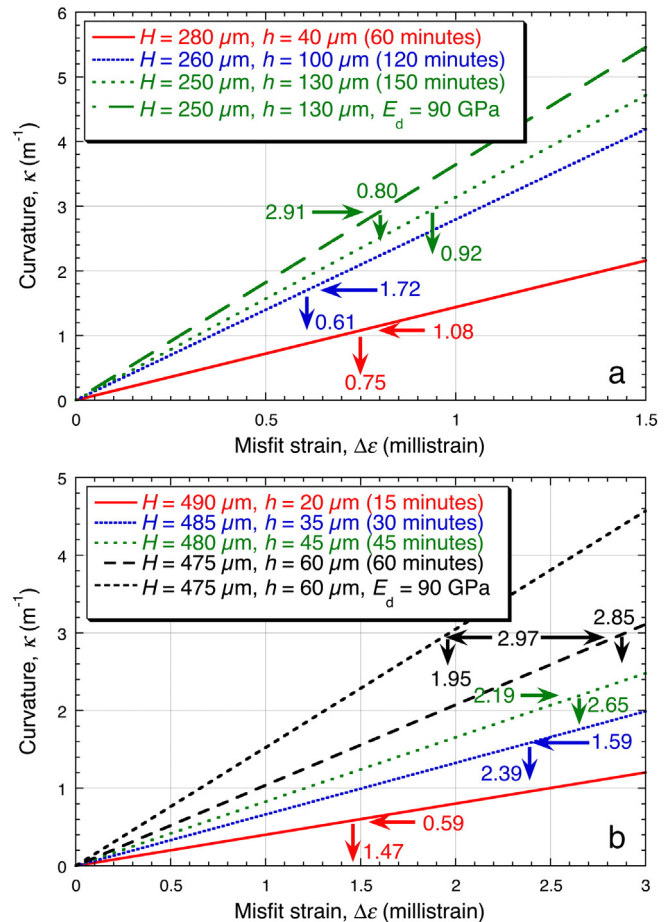 6
5
4
3
2
1
0
Curvature, κ (m⁻¹)
H = 280 µm, h = 40 µm (60 minutes)
H = 260 µm, h = 100 µm (120 minutes)
H = 250 µm, h = 130 µm (150 minutes)
H = 250 µm, h = 130 µm, E_d = 90 GPa
0.80
2.91
0.92
1.72
0.61
1.08
0.75
a
0 0.5 1 1.5
Misfit strain, Δε (millistrain)
5
4
3
2
1
0
Curvature, κ (m⁻¹)
H = 490 µm, h = 20 µm (15 minutes)
H = 485 µm, h = 35 µm (30 minutes)
H = 480 µm, h = 45 µm (45 minutes)
H = 475 µm, h = 60 µm (60 minutes)
H = 475 µm, h = 60 µm, E_d = 90 GPa
2.85
2.97
1.95
2.19
2.65
1.59
2.39
0.59
1.47
b
0 0.5 1 1.5 2 2.5 3
Misfit strain, Δε (millistrain)